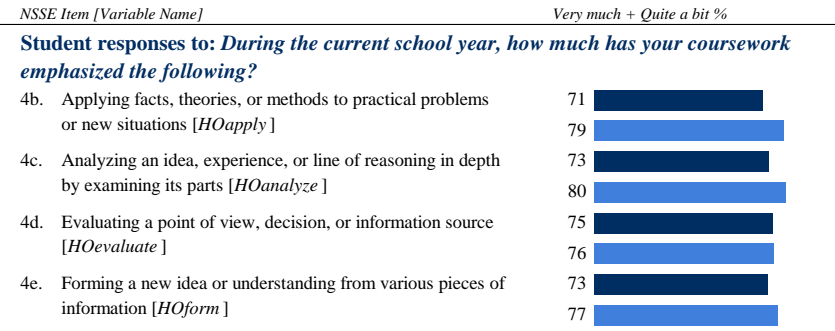 NSSE Item [Variable Name] Very much + Quite a bit %
Student responses to: During the current school year, how much has your coursework
emphasized the following?
4b. Applying facts, theories, or methods to practical problems 71
or new situations [HOapply] 79
4c. Analyzing an idea, experience, or line of reasoning in depth 73
by examining its parts [HOanalyze] 80
4d. Evaluating a point of view, decision, or information source 75
[HOevaluate] 76
4e. Forming a new idea or understanding from various pieces of 73
information [HOform] 77